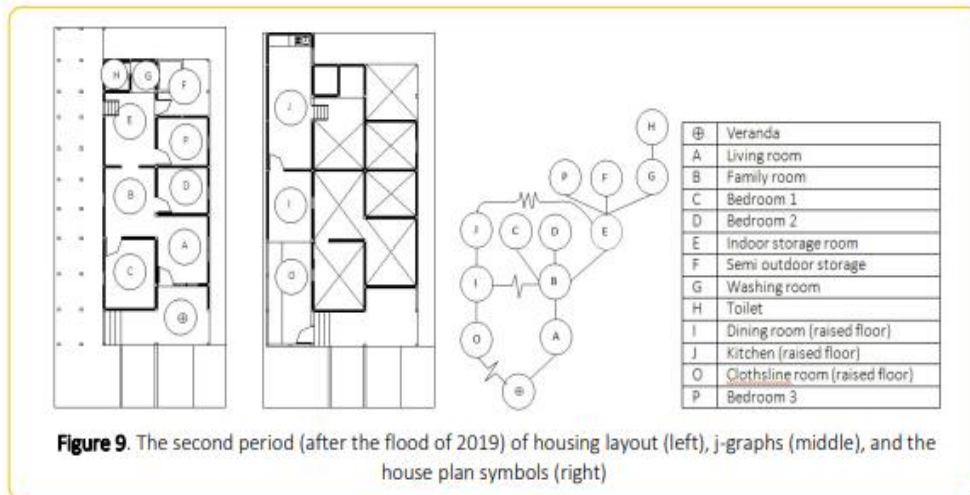 H
G
F
E
P
B
D
A
C
⊕
J
I
O
H
P
F
G
J
C
D
E
I
B
O
A
⊕
⊕ Veranda
A Living room
B Family room
C Bedroom 1
D Bedroom 2
E Indoor storage room
F Semi outdoor storage
G Washing room
H Toilet
I Dining room (raised floor)
J Kitchen (raised floor)
O Clothsline room (raised floor)
P Bedroom 3
Figure 9. The second period (after the flood of 2019) of housing layout (left), j-graphs (middle), and the
house plan symbols (right)